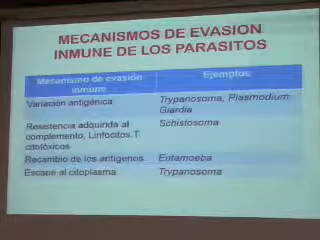 MECANISMOS DE EVASION
INMUNE DE LOS PARASITOS
Mecanismo de evasión
inmune
Ejemplos
Variación antigénica
Trypanosoma, Plasmodium
Giardia
Resistencia adquirida al
complemento, Linfocitos T
citotóxicos
Schistosoma
Recambio de los antígenos
Entamoeba
Escape al citoplasma
Trypanosoma